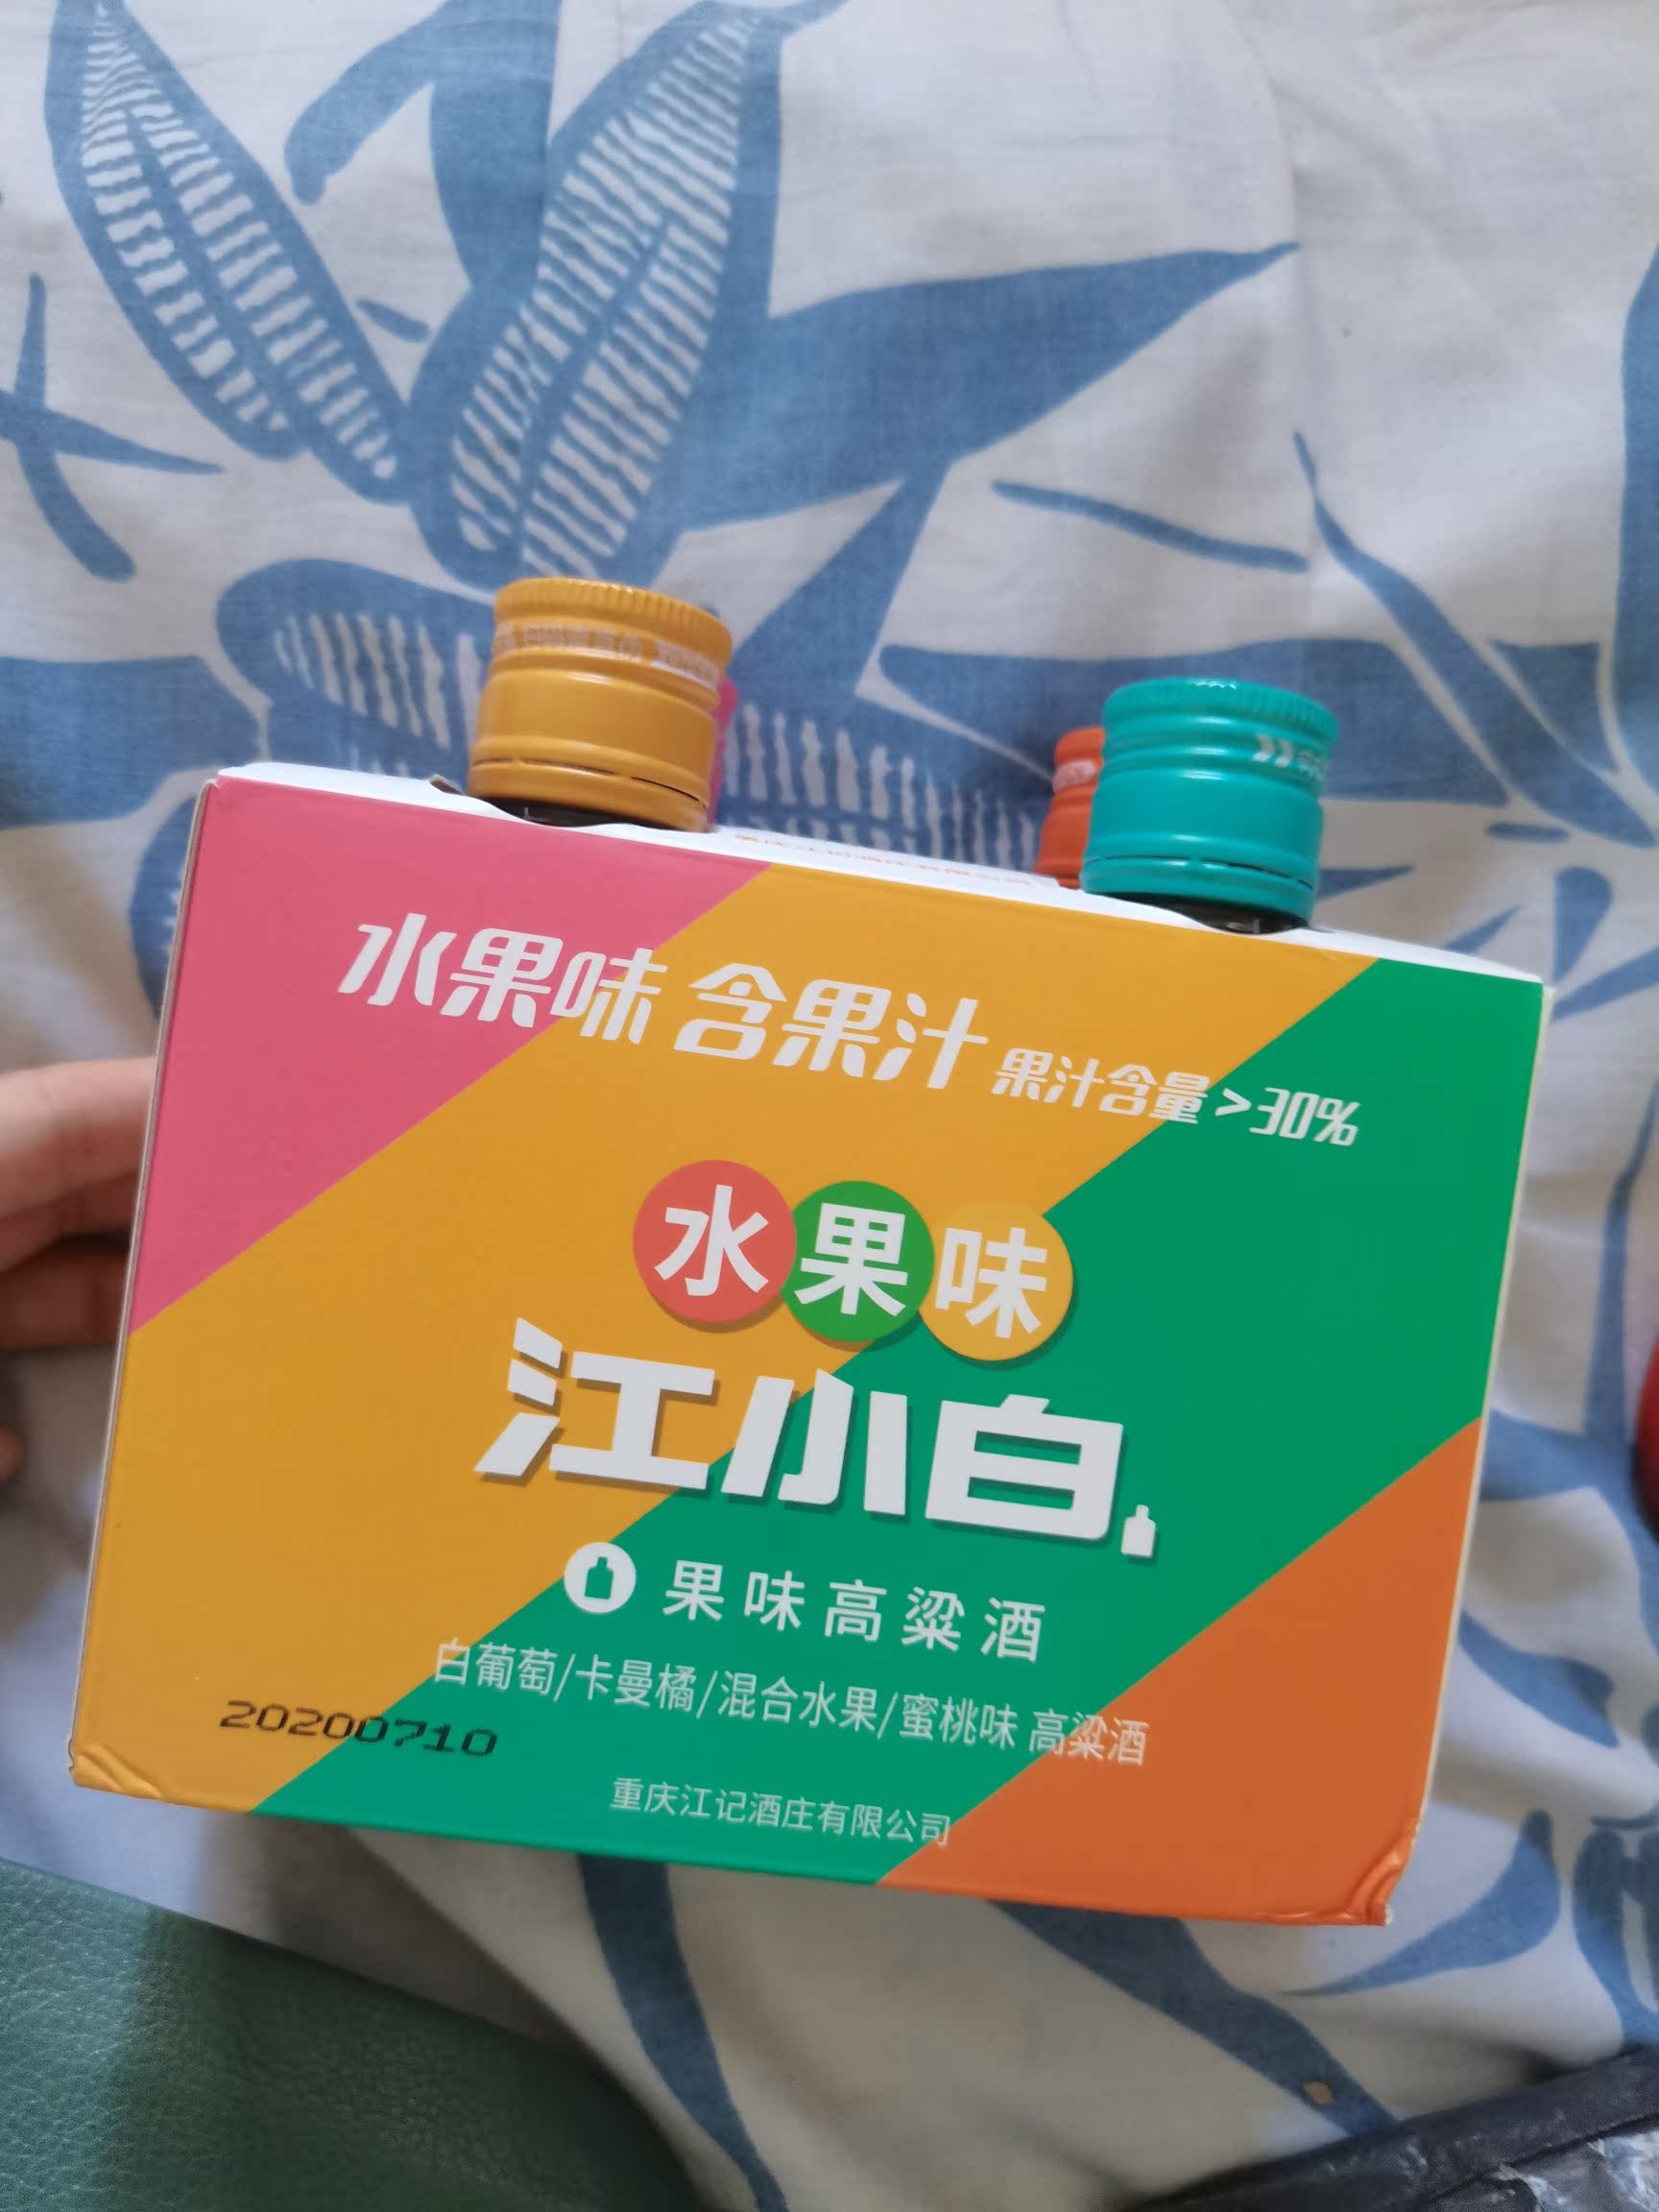 水果味 含果汁 果汁含量>30%
水果味
江小白
果味高粱酒
白葡萄/卡曼橘/混合水果/蜜桃味 高粱酒
20200710
重庆江记酒庄有限公司